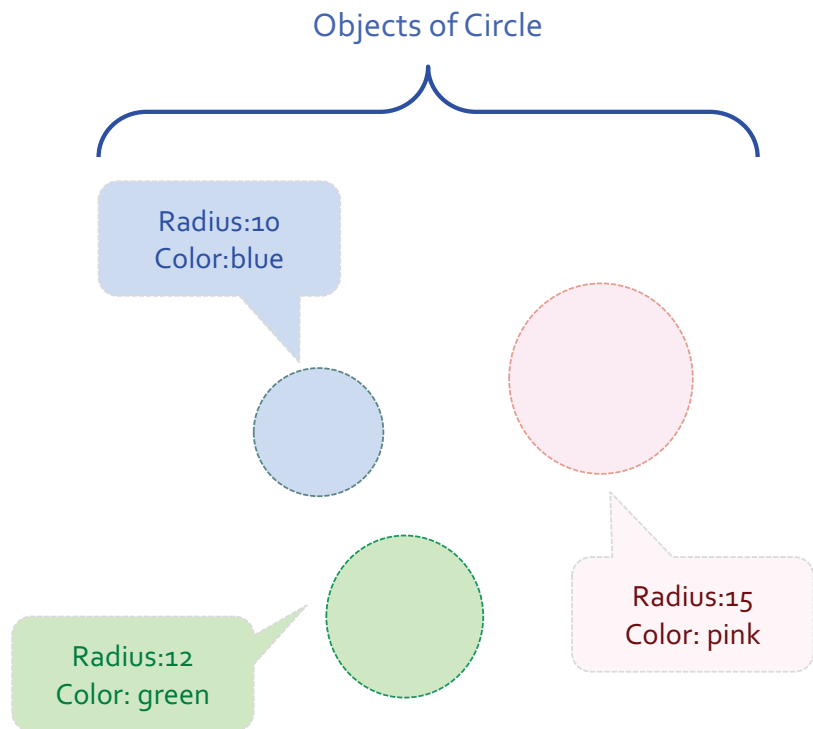 Objects of Circle
Radius:10
Color:blue
Radius:15
Color: pink
Radius:12
Color: green